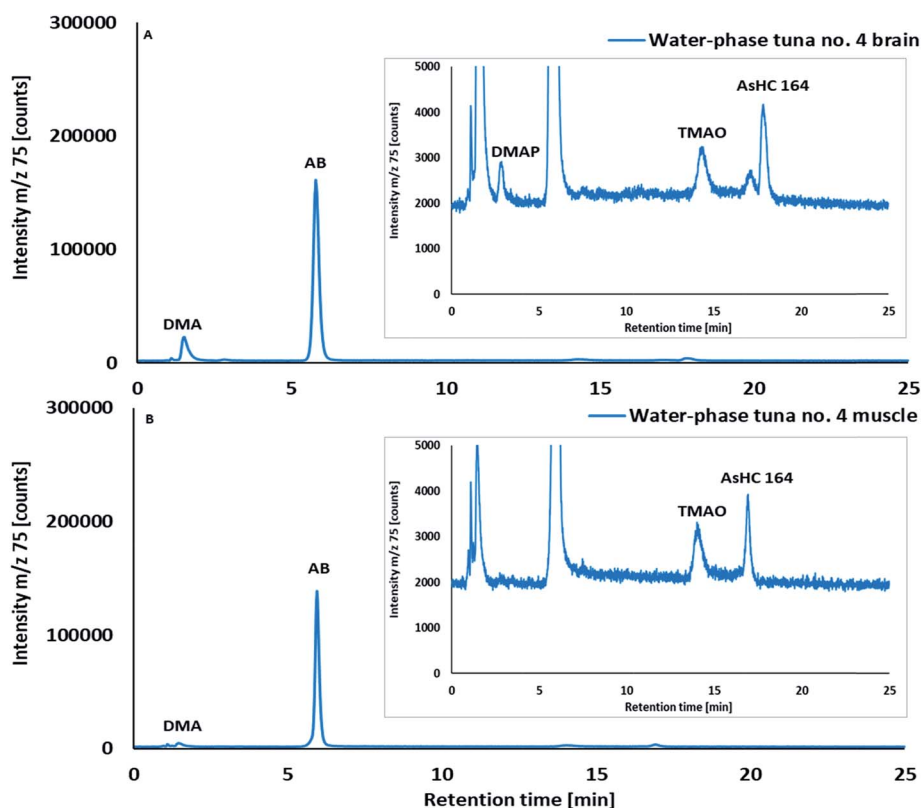 A
Water-phase tuna no. 4 brain
Intensity m/z 75 [counts]
300000
200000
100000
0
DMA
AB
0 5 10 15 20 25
Intensity m/z 75 [counts]
5000
4000
3000
2000
1000
0
DMAP
TMAO
AsHC 164
0 5 10 15 20 25
Retention time [min]
B
Water-phase tuna no. 4 muscle
Intensity m/z 75 [counts]
300000
200000
100000
0
DMA
AB
0 5 10 15 20 25
Retention time [min]
Intensity m/z 75 [counts]
5000
4000
3000
2000
1000
0
TMAO
AsHC 164
0 5 10 15 20 25
Retention time [min]